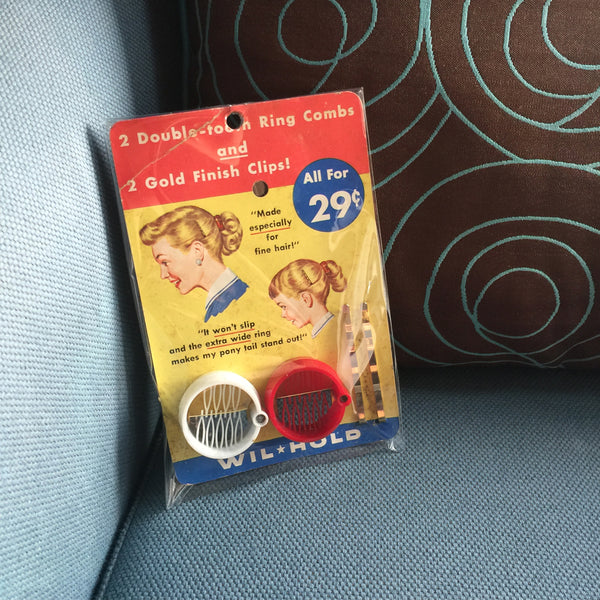 2 Double-tooth Ring Combs
and
2 Gold Finish Clips!
All For
29¢
"Made
especially
for
fine hair!"
"It won't slip
and the extra wide ring
makes my pony tail stand out!"
WIL★HOLD